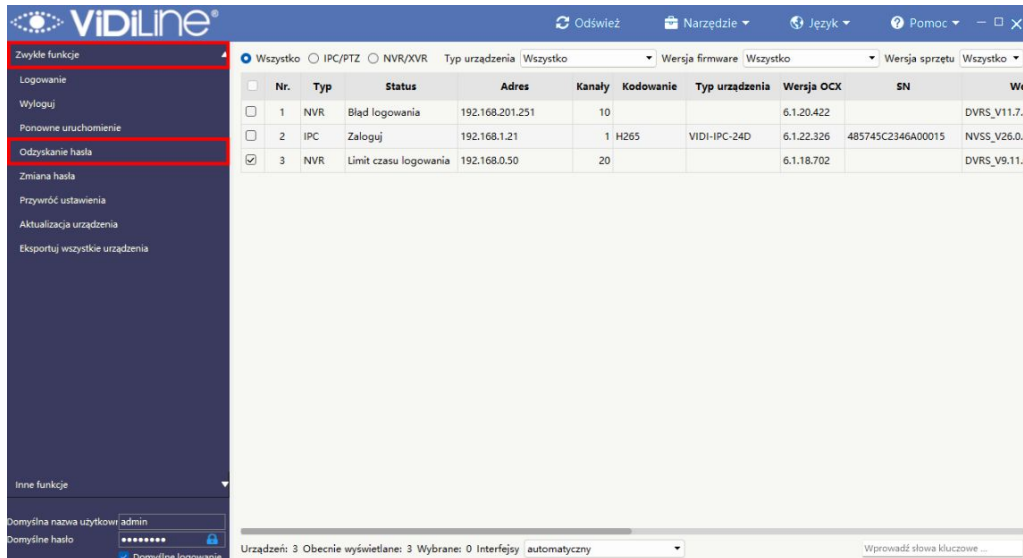 ViDiLine®
Odśwież Narzędzie Język Pomoc
Zwykłe funkcje
Logowanie
Wyloguj
Ponowne uruchomienie
Odzyskanie hasła
Zmiana hasła
Przywróć ustawienia
Aktualizacja urządzenia
Eksportuj wszystkie urządzenia
Inne funkcje
Domyślna nazwa użytkown admin
Domyślne hasło ••••••••
Domyślne logowanie
Wszystko IPC/PTZ NVR/XVR Typ urządzenia Wszystko Wersja firmware Wszystko Wersja sprzętu Wszystko
Nr. Typ Status Adres Kanały Kodowanie Typ urządzenia Wersja OCX SN We
1 NVR Błąd logowania 192.168.201.251 10 6.1.20.422 DVRS_V11.7.
2 IPC Zaloguj 192.168.1.21 1 H265 VIDI-IPC-24D 6.1.22.326 485745C2346A00015 NVSS_V26.0.
3 NVR Limit czasu logowania 192.168.0.50 20 6.1.18.702 DVRS_V9.11.
Urządzeń: 3 Obecnie wyświetlane: 3 Wybrane: 0 Interfejsy automatyczny Wprowadź słowa kluczowe ...